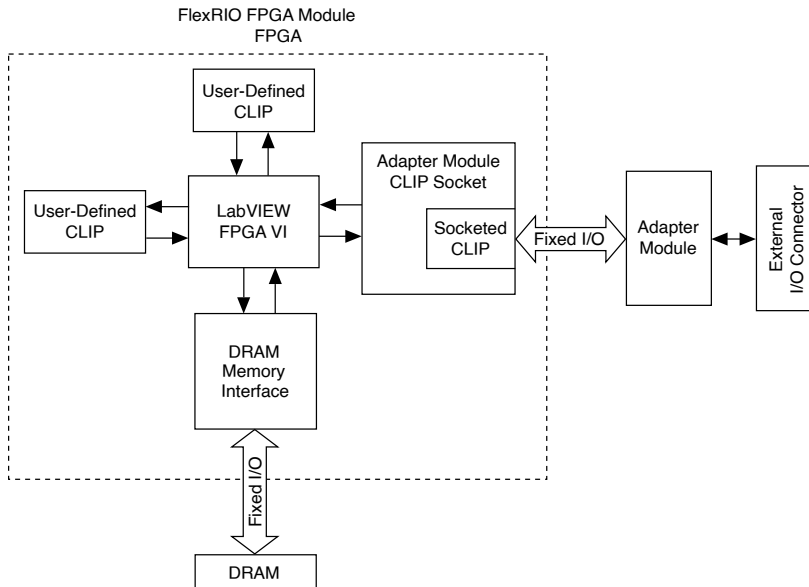 FlexRIO FPGA Module
FPGA
User-Defined
CLIP
User-Defined
CLIP
LabVIEW
FPGA VI
Adapter Module
CLIP Socket
Socketed
CLIP
Fixed I/O
Adapter
Module
External
I/O Connector
DRAM
Memory
Interface
Fixed I/O
DRAM